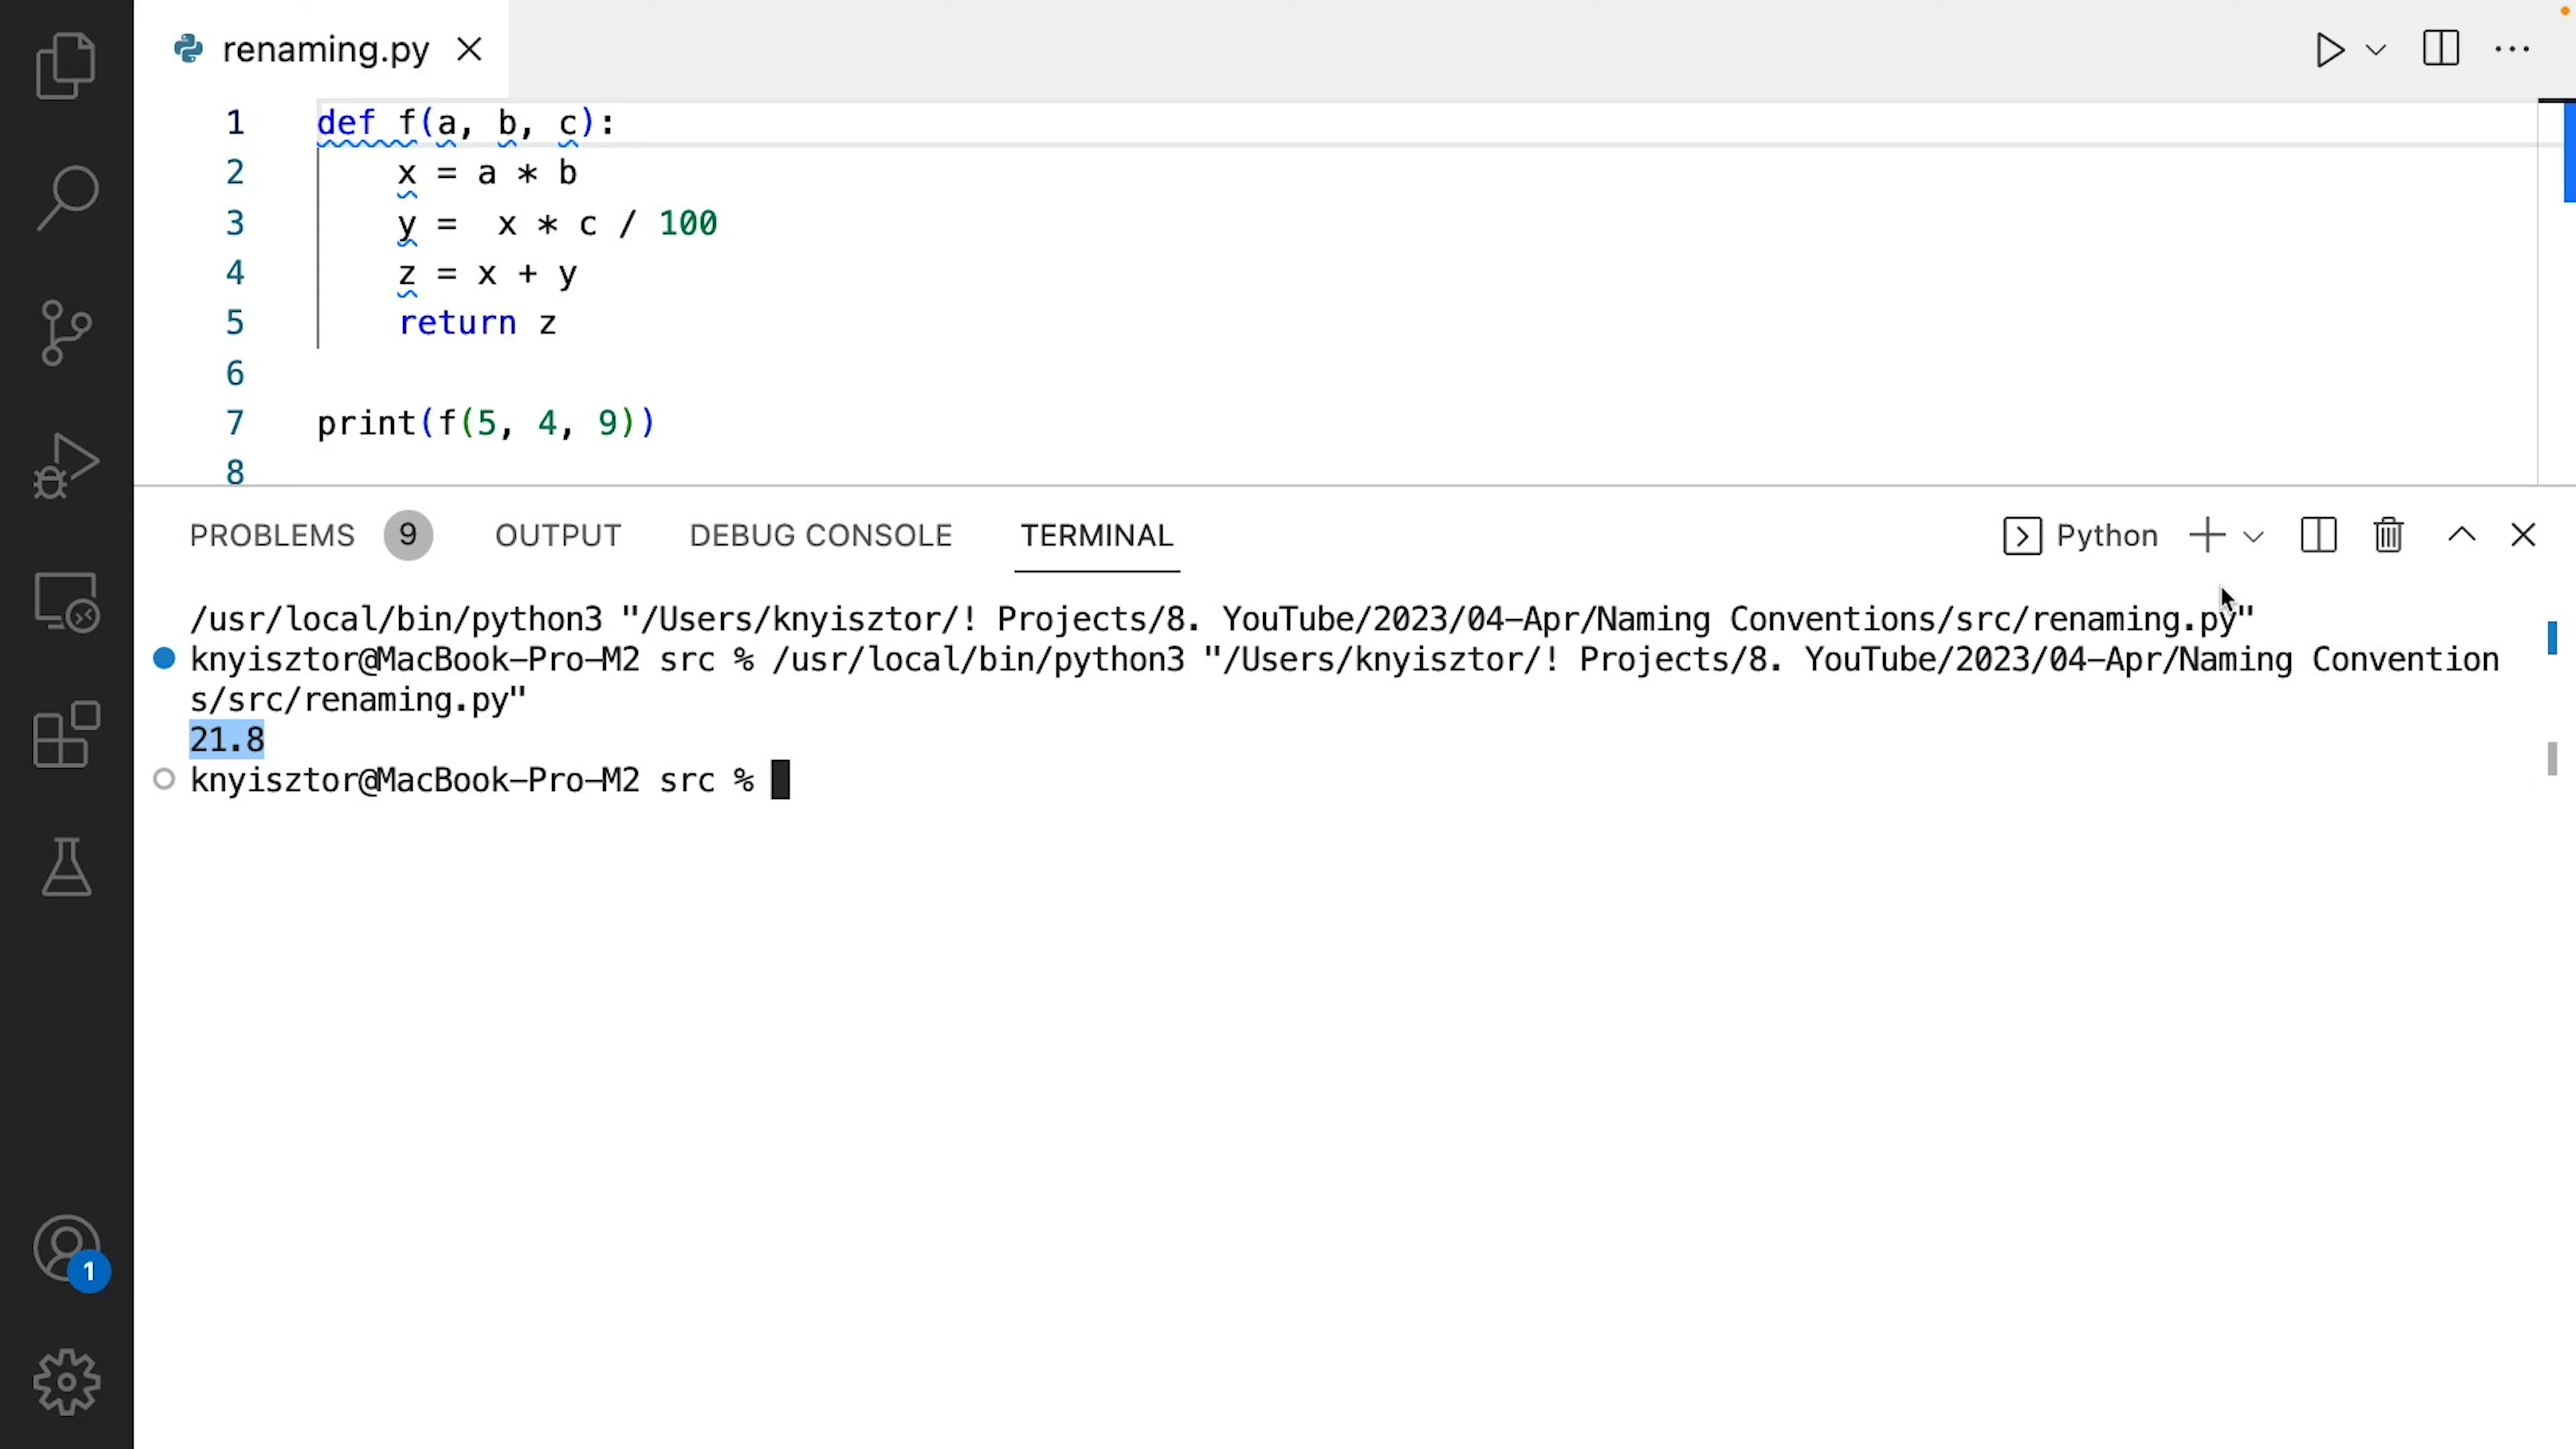 renaming.py
1 def f(a, b, c):
2     x = a * b
3     y =  x * c / 100
4     z = x + y
5     return z
6
7 print(f(5, 4, 9))
8
PROBLEMS 9 OUTPUT DEBUG CONSOLE TERMINAL Python
/usr/local/bin/python3 "/Users/knyisztor/! Projects/8. YouTube/2023/04-Apr/Naming Conventions/src/renaming.py"
knyisztor@MacBook-Pro-M2 src % /usr/local/bin/python3 "/Users/knyisztor/! Projects/8. YouTube/2023/04-Apr/Naming Convention
s/src/renaming.py"
21.8
knyisztor@MacBook-Pro-M2 src %
1